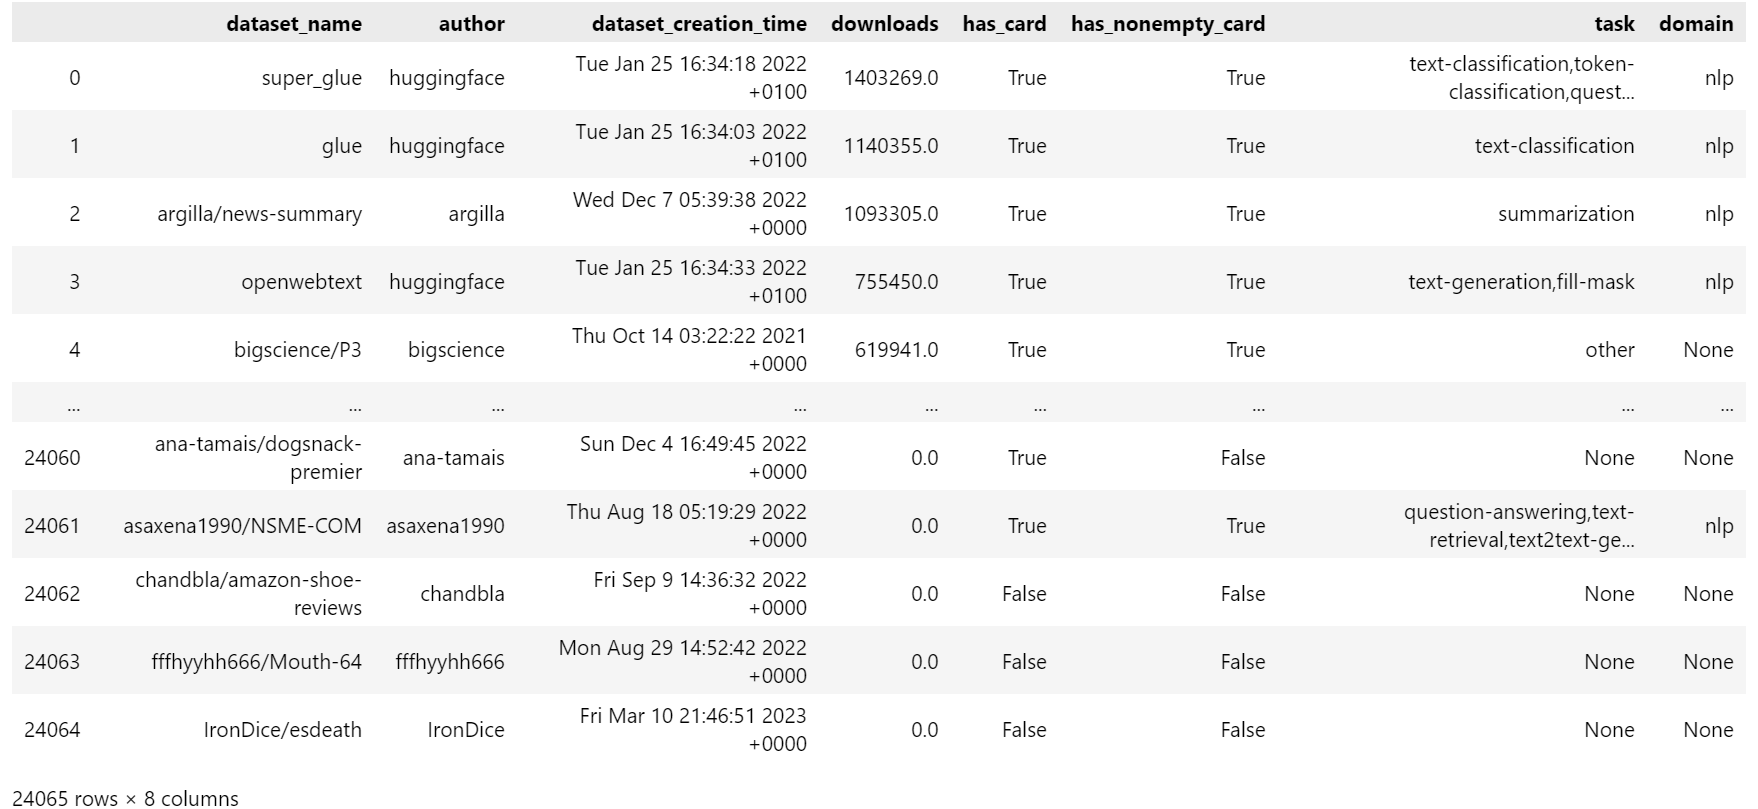 dataset_name author dataset_creation_time downloads has_card has_nonempty_card task domain
0 super_glue huggingface Tue Jan 25 16:34:18 2022 +0100 1403269.0 True True text-classification,token-classification,quest... nlp
1 glue huggingface Tue Jan 25 16:34:03 2022 +0100 1140355.0 True True text-classification nlp
2 argilla/news-summary argilla Wed Dec 7 05:39:38 2022 +0000 1093305.0 True True summarization nlp
3 openwebtext huggingface Tue Jan 25 16:34:33 2022 +0100 755450.0 True True text-generation,fill-mask nlp
4 bigscience/P3 bigscience Thu Oct 14 03:22:22 2021 +0000 619941.0 True True other None
... ... ... ... ... ... ... ... ...
24060 ana-tamais/dogsnack-premier ana-tamais Sun Dec 4 16:49:45 2022 +0000 0.0 True False None None
24061 asaxena1990/NSME-COM asaxena1990 Thu Aug 18 05:19:29 2022 +0000 0.0 True True question-answering,text-retrieval,text2text-ge... nlp
24062 chandbla/amazon-shoe-reviews chandbla Fri Sep 9 14:36:32 2022 +0000 0.0 False False None None
24063 fffhyyhh666/Mouth-64 fffhyyhh666 Mon Aug 29 14:52:42 2022 +0000 0.0 False False None None
24064 IronDice/esdeath IronDice Fri Mar 10 21:46:51 2023 +0000 0.0 False False None None
24065 rows × 8 columns